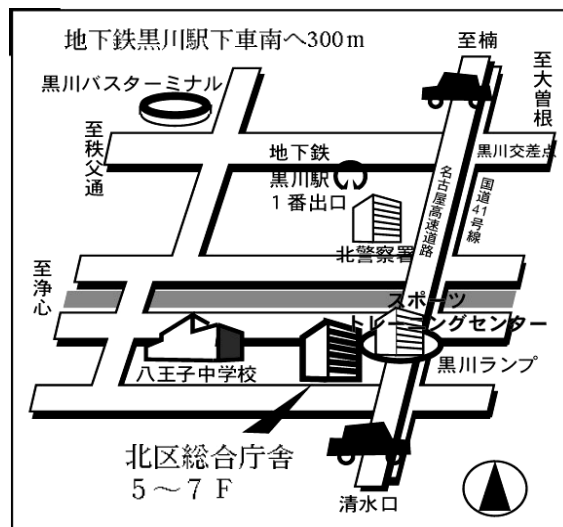 地下鉄黒川駅下車南へ300m
黒川バスターミナル
至楠
至大曽根
至秩父通
地下鉄
黒川駅
1番出口
黒川交差点
名古屋高速道路
国道41号線
北警察署
至浄心
スポーツ
トレーニングセンター
黒川ランプ
八王子中学校
北区総合庁舎
5～7F
清水口